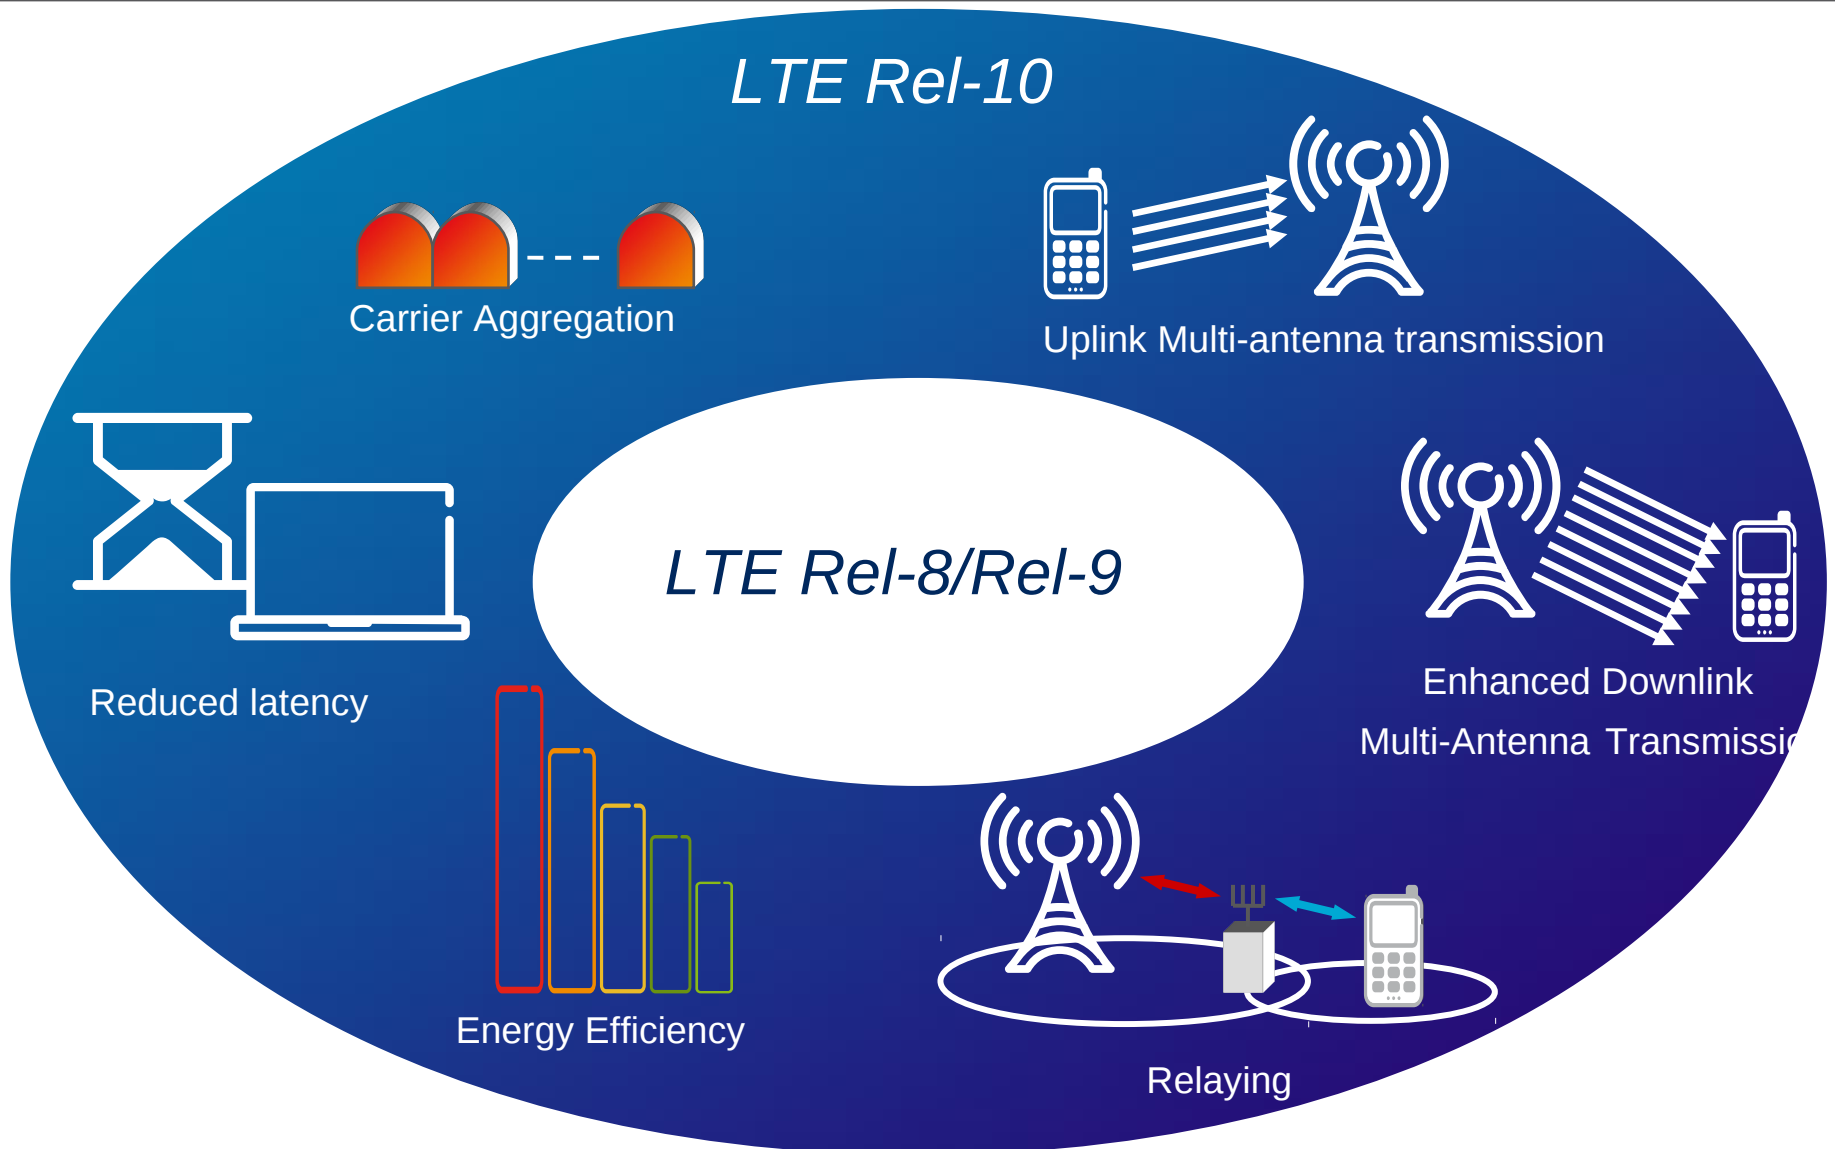 LTE Rel-10
Carrier Aggregation
Uplink Multi-antenna transmission
LTE Rel-8/Rel-9
Reduced latency
Enhanced Downlink
Multi-Antenna Transmissio
Energy Efficiency
Relaying